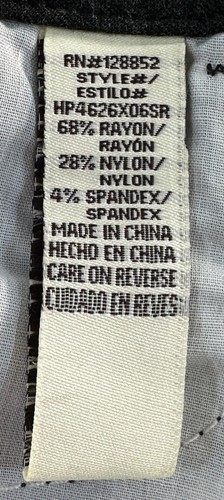 RN#128852
STYLE#/
ESTILO#
HP4626X06SR
68% RAYON/
RAYÓN
28% NYLON/
NYLON
4% SPANDEX/
SPANDEX
MADE IN CHINA
HECHO EN CHINA
CARE ON REVERSE
CUIDADO EN REVES